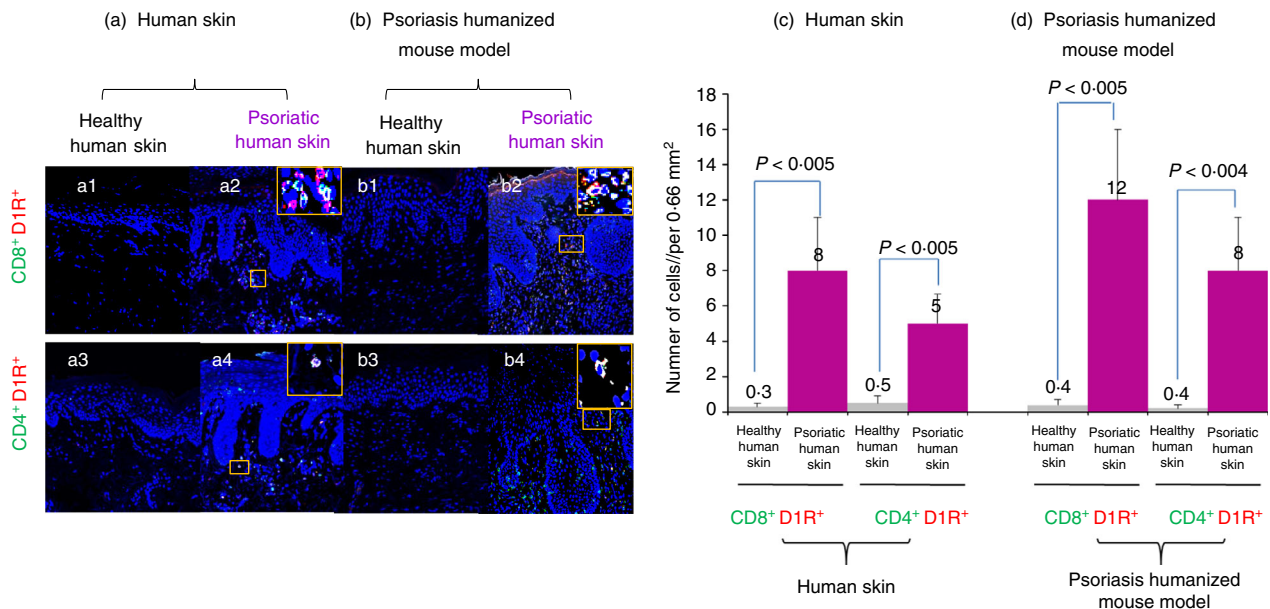 (a) Human skin
(b) Psoriasis humanized
mouse model
Healthy
human skin
Psoriatic
human skin
Healthy
human skin
Psoriatic
human skin
CD8⁺ D1R⁺
a1
a2
b1
b2
CD4⁺ D1R⁺
a3
a4
b3
b4
(c) Human skin
(d) Psoriasis humanized
mouse model
Numner of cells//per 0·66 mm²
18
16
14
12
10
8
6
4
2
0
P < 0·005
P < 0·005
P < 0·005
P < 0·004
0·3
8
0·5
5
0·4
12
0·4
8
Healthy
human
skin
Psoriatic
human
skin
Healthy
human
skin
Psoriatic
human
skin
Healthy
human
skin
Psoriatic
human
skin
Healthy
human
skin
Psoriatic
human
skin
CD8⁺ D1R⁺
CD4⁺ D1R⁺
CD8⁺ D1R⁺
CD4⁺ D1R⁺
Human skin
Psoriasis humanized
mouse model